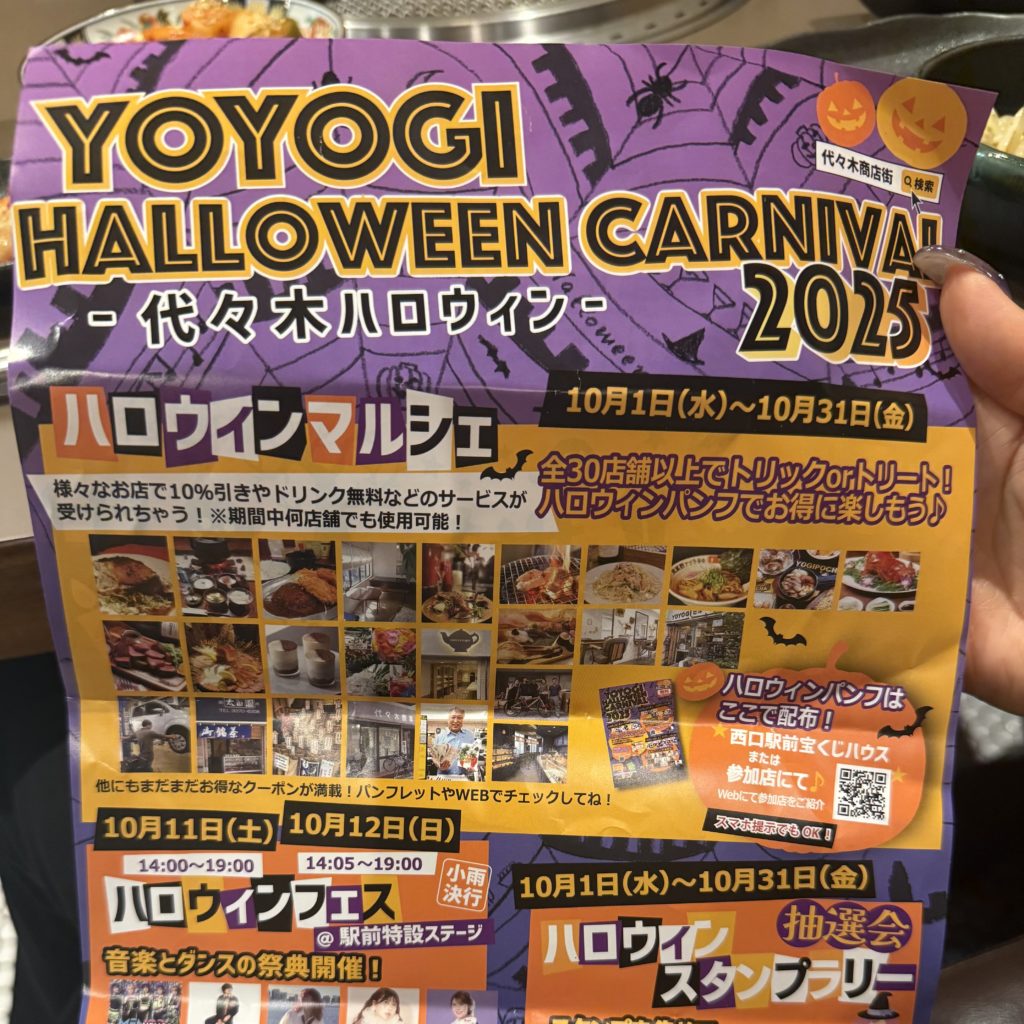 YOYOGI
HALLOWEEN CARNIVAL
2025
-代々木ハロウィン-
代々木商店街
検索
ハロウィンマルシェ
10月1日(水)～10月31日(金)
様々なお店で10%引きやドリンク無料などのサービスが
受けられちゃう！※期間中何店舗でも使用可能！
全30店舗以上でトリックorトリート！
ハロウインパンフでお得に楽しもう♪
ハロウィンパンフは
ここで配布！
西口駅前宝くじハウス
または
参加店にて♪
Webにて参加店をご紹介
スマホ提示でもOK！
他にもまだまだお得なクーポンが満載！パンフレットやWEBでチェックしてね！
10月11日(土)
10月12日(日)
14:00～19:00
14:05～19:00
小雨
決行
ハロウィンフェス
@駅前特設ステージ
音楽とダンスの祭典開催！
10月1日(水)～10月31日(金)
ハロウィン
抽選会
スタンプラリー